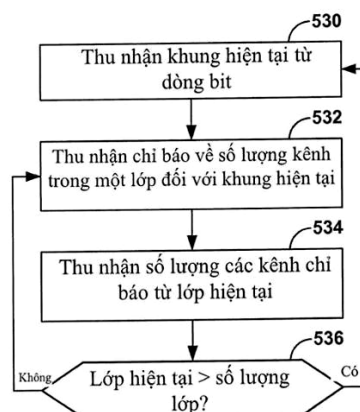 530
Thu nhận khung hiện tại từ
dòng bit
532
Thu nhận chỉ báo về số lượng kênh
trong một lớp đối với khung hiện tại
534
Thu nhận số lượng các kênh chỉ
báo từ lớp hiện tại
536
Không
Có
Lớp hiện tại > số lượng
lớp?